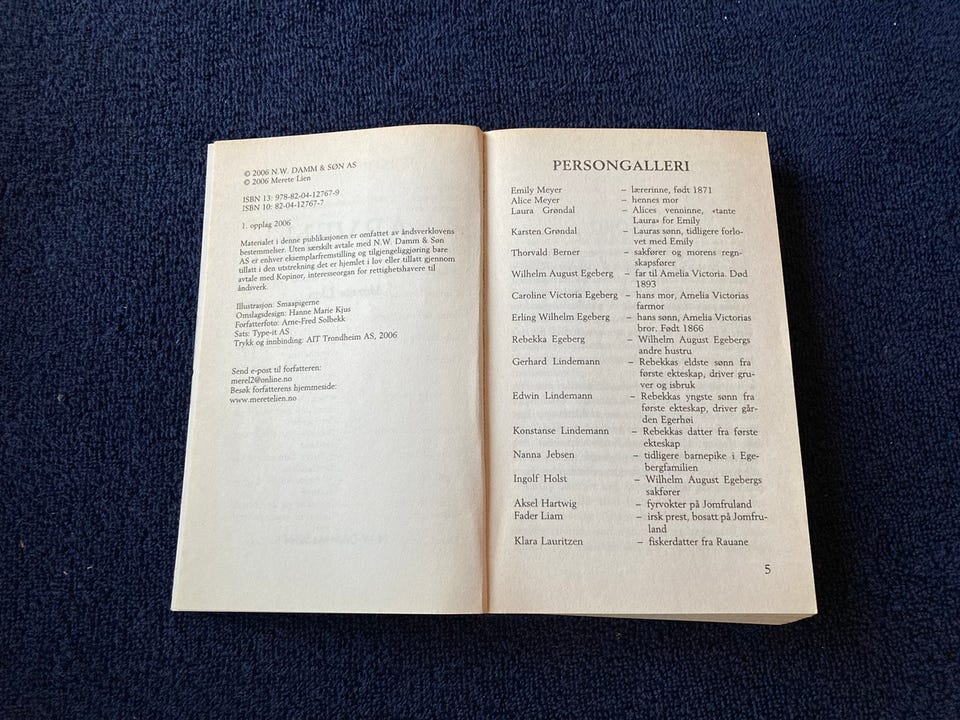 © 2006 N.W. DAMM & SØN AS
© 2006 Merete Lien
ISBN 13: 978-82-04-12767-9
ISBN 10: 82-04-12767-7
1. opplag 2006
Materialet i denne publikasjonen er omfattet av åndsverklovens
bestemmelser. Uten særskilt avtale med N.W. Damm & Søn
AS er enhver eksemplarfremstilling og tilgjengeliggjøring bare
tillatt i den utstrekning det er hjemlet i lov eller tillatt gjennom
avtale med Kopinor, interesseorgan for rettighetshavere til
åndsverk.
Illustrasjon: Smaapigerne
Omslagsdesign: Hanne Marie Kjus
Forfatterfoto: Arne-Fred Solbekk
Sats: Type-it AS
Trykk og innbinding: AIT Trondheim AS, 2006
Send e-post til forfatteren:
merel2@online.no
Besøk forfatterens hjemmeside:
www.meretelien.no
PERSONGALLERI
Emily Meyer – lærerinne, født 1871
Alice Meyer – hennes mor
Laura Grøndal – Alices venninne, «tante
Laura» for Emily
Karsten Grøndal – Lauras sønn, tidligere forlo-
vet med Emily
Thorvald Berner – sakfører og morens regn-
skapsfører
Wilhelm August Egeberg – far til Amelia Victoria. Død
1893
Caroline Victoria Egeberg – hans mor, Amelia Victorias
farmor
Erling Wilhelm Egeberg – hans sønn, Amelia Victorias
bror. Født 1866
Rebekka Egeberg – Wilhelm August Egebergs
andre hustru
Gerhard Lindemann – Rebekkas eldste sønn fra
første ekteskap, driver gru-
ver og isbruk
Edwin Lindemann – Rebekkas yngste sønn fra
første ekteskap, driver går-
den Egerhøi
Konstanse Lindemann – Rebekkas datter fra første
ekteskap
Nanna Jebsen – tidligere barnepike i Ege-
bergfamilien
Ingolf Holst – Wilhelm August Egebergs
sakfører
Aksel Hartwig – fyrvokter på Jomfruland
Fader Liam – irsk prest, bosatt på Jomfru-
land
Klara Lauritzen – fiskerdatter fra Rauane
5